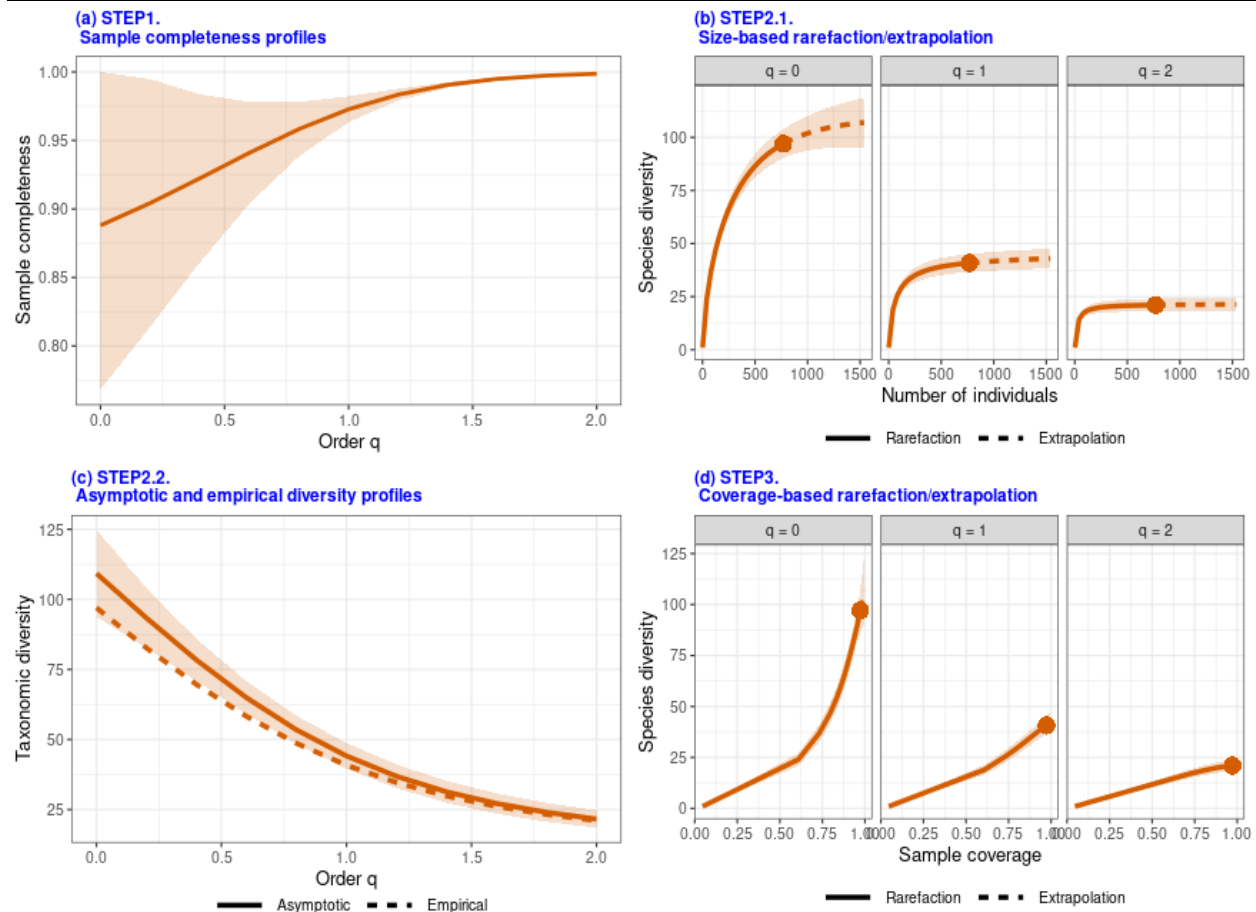 (a) STEP1.
Sample completeness profiles
1.00
0.95
0.90
0.85
0.80
Sample completeness
0.0 0.5 1.0 1.5 2.0
Order q
(b) STEP2.1.
Size-based rarefaction/extrapolation
q = 0 q = 1 q = 2
100
75
50
25
0
Species diversity
0 500 1000 1500 0 500 1000 1500 0 500 1000 1500
Number of individuals
Rarefaction Extrapolation
(c) STEP2.2.
Asymptotic and empirical diversity profiles
125
100
75
50
25
Taxonomic diversity
0.0 0.5 1.0 1.5 2.0
Order q
Asymptotic Empirical
(d) STEP3.
Coverage-based rarefaction/extrapolation
q = 0 q = 1 q = 2
125
100
75
50
25
0
Species diversity
0.00 0.25 0.50 0.75 1.00 0.00 0.25 0.50 0.75 1.00 0.00 0.25 0.50 0.75 1.00
Sample coverage
Rarefaction Extrapolation